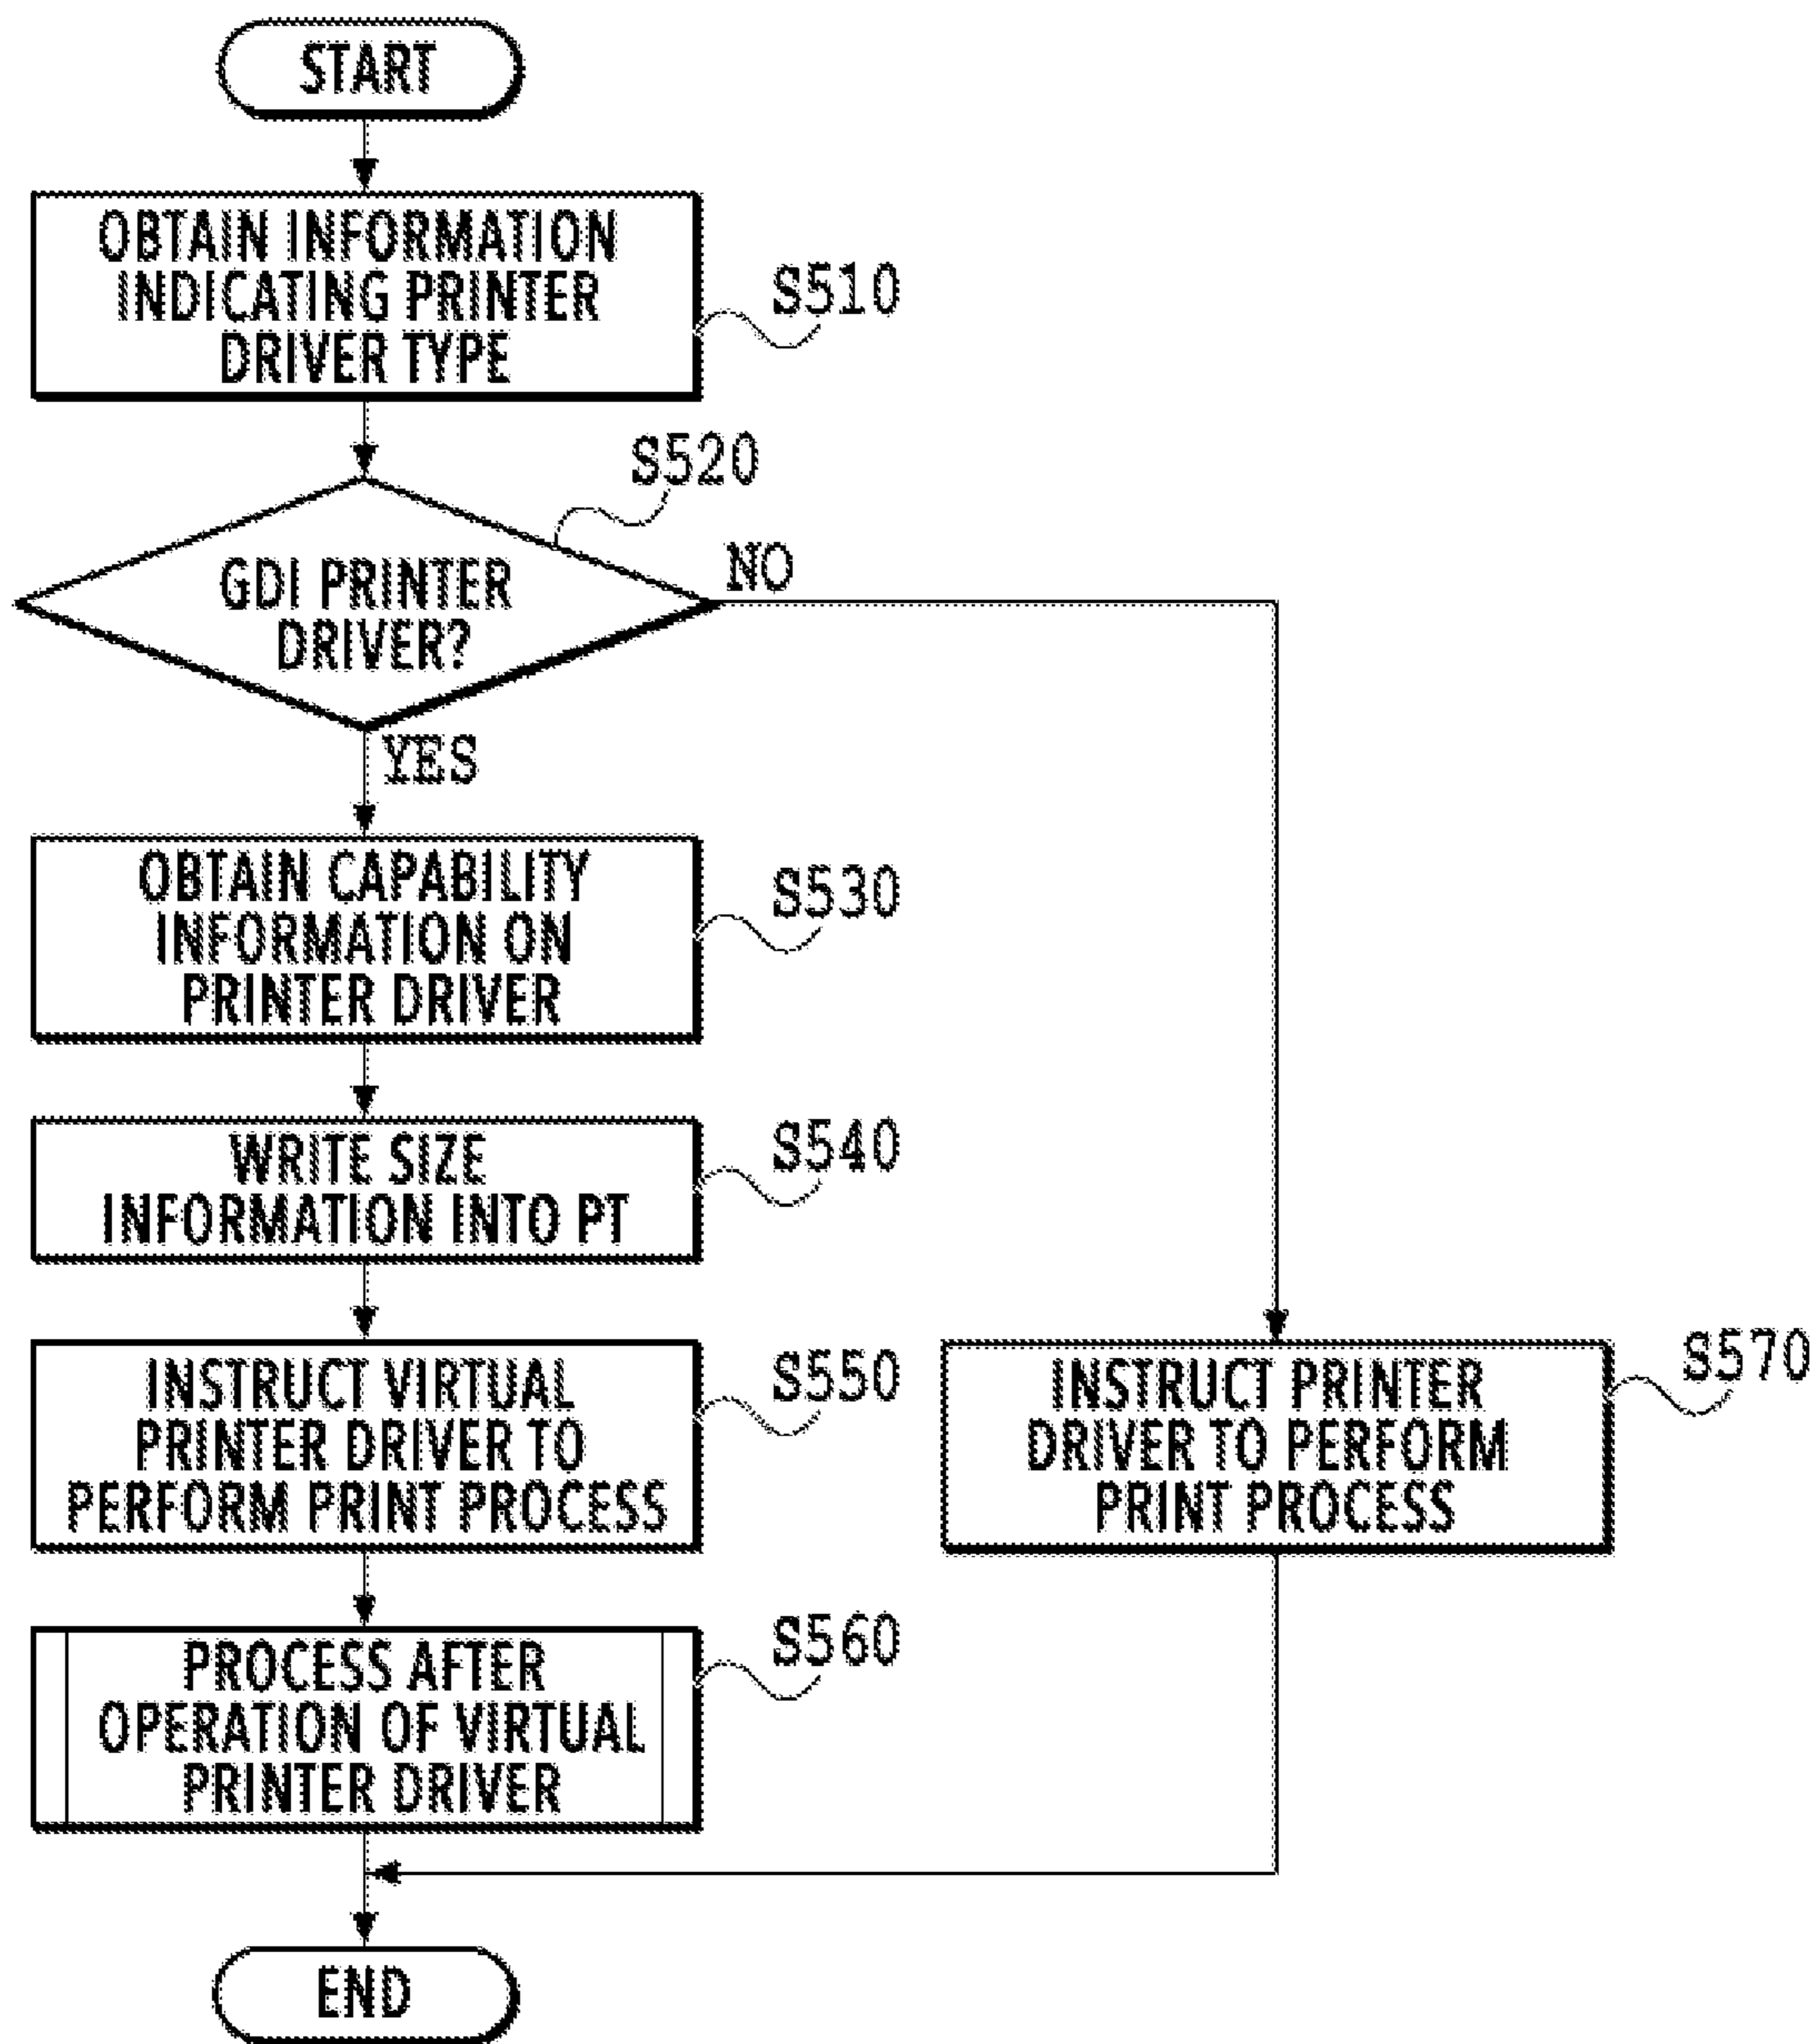 START
OBTAIN INFORMATION
INDICATING PRINTER
DRIVER TYPE
S510
S520
GDI PRINTER
DRIVER?
NO
YES
OBTAIN CAPABILITY
INFORMATION ON
PRINTER DRIVER
S530
WRITE SIZE
INFORMATION INTO PT
S540
INSTRUCT VIRTUAL
PRINTER DRIVER TO
PERFORM PRINT PROCESS
S550
INSTRUCT PRINTER
DRIVER TO PERFORM
PRINT PROCESS
S570
PROCESS AFTER
OPERATION OF VIRTUAL
PRINTER DRIVER
S560
END